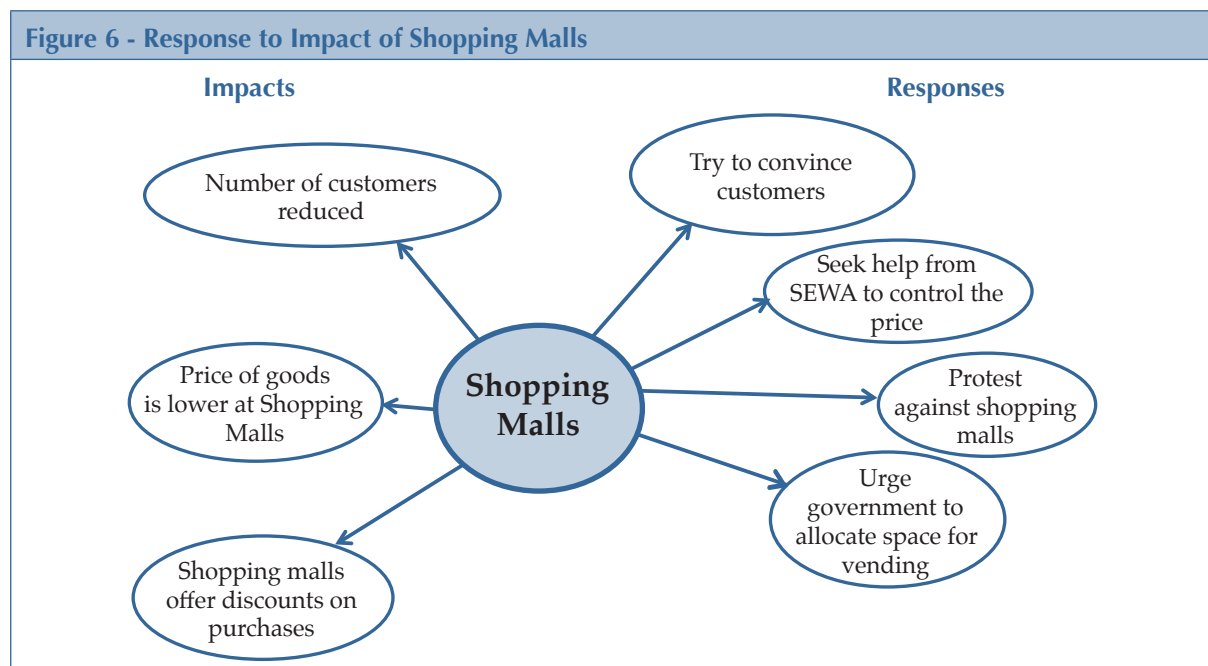 Figure 6 - Response to Impact of Shopping Malls
Impacts
Responses
Number of customers
reduced
Price of goods
is lower at Shopping
Malls
Shopping malls
offer discounts on
purchases
Shopping
Malls
Try to convince
customers
Seek help from
SEWA to control the
price
Protest
against shopping
malls
Urge
government to
allocate space for
vending